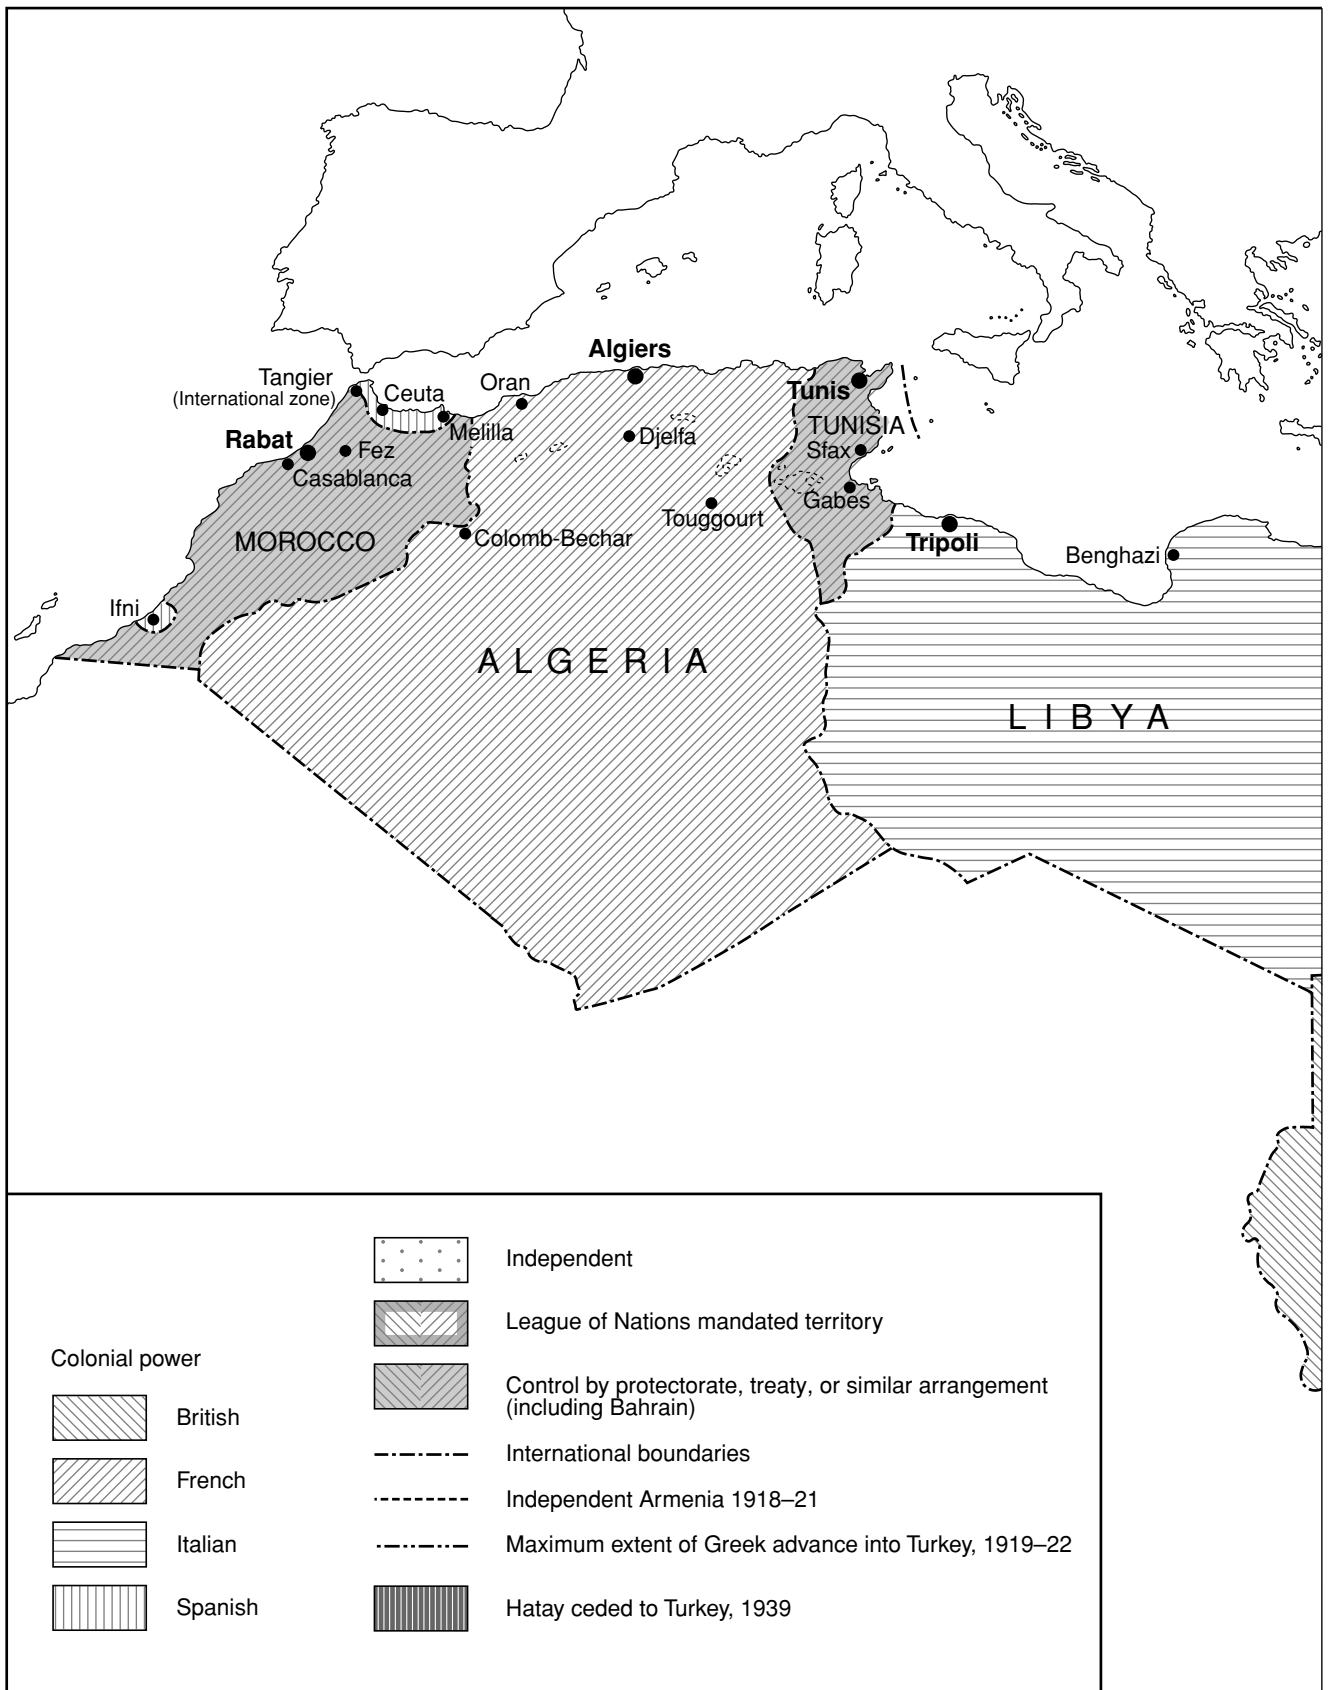 Algiers
Tangier
(International zone)
Ceuta
Oran
Tunis
TUNISIA
Rabat
Fez
Melilla
Djelfa
Sfax
Casablanca
Gabes
Touggourt
MOROCCO
Colomb-Bechar
Tripoli
Benghazi
Ifni
ALGERIA
LIBYA
Independent
League of Nations mandated territory
Colonial power
Control by protectorate, treaty, or similar arrangement
(including Bahrain)
British
International boundaries
French
Independent Armenia 1918–21
Italian
Maximum extent of Greek advance into Turkey, 1919–22
Spanish
Hatay ceded to Turkey, 1939